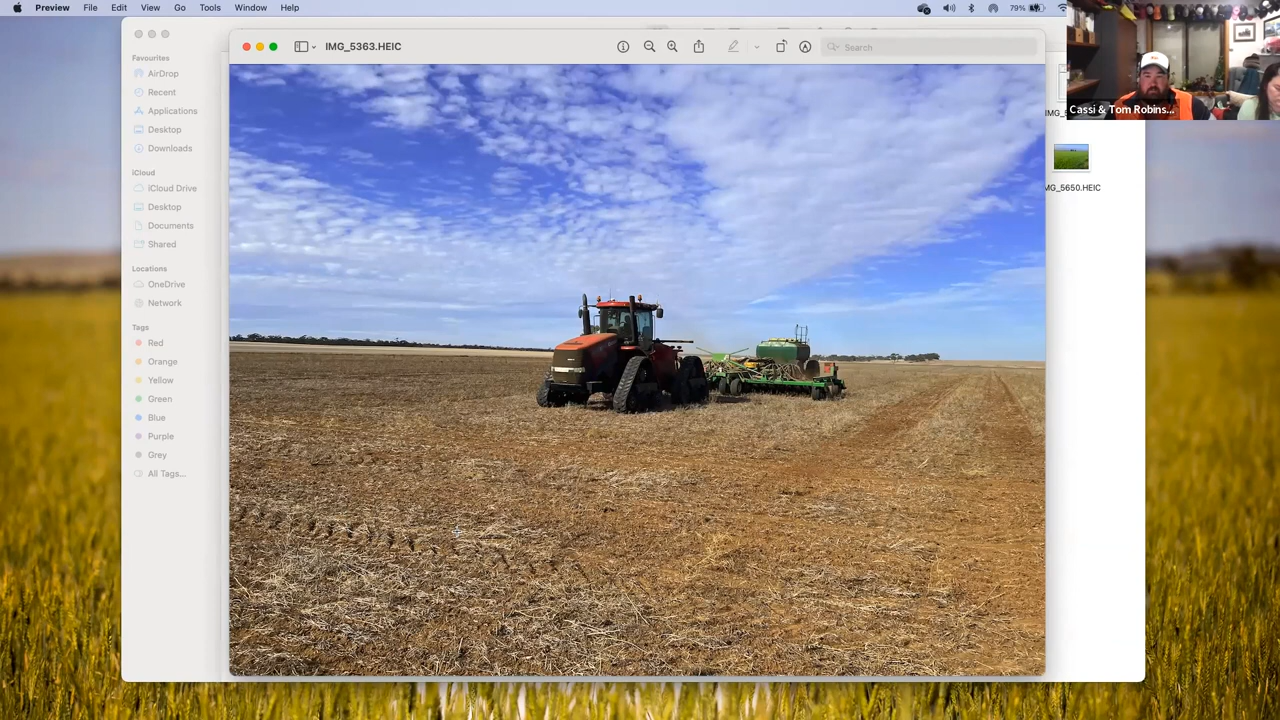 Preview File Edit View Go Tools Window Help 79%
IMG_5363.HEIC
Search
Favourites
AirDrop
Recent
Applications
Desktop
Downloads
iCloud
iCloud Drive
Desktop
Documents
Shared
Locations
OneDrive
Network
Tags
Red
Orange
Yellow
Green
Blue
Purple
Grey
All Tags...
MG_5650.HEIC
Cassi & Tom Robins...